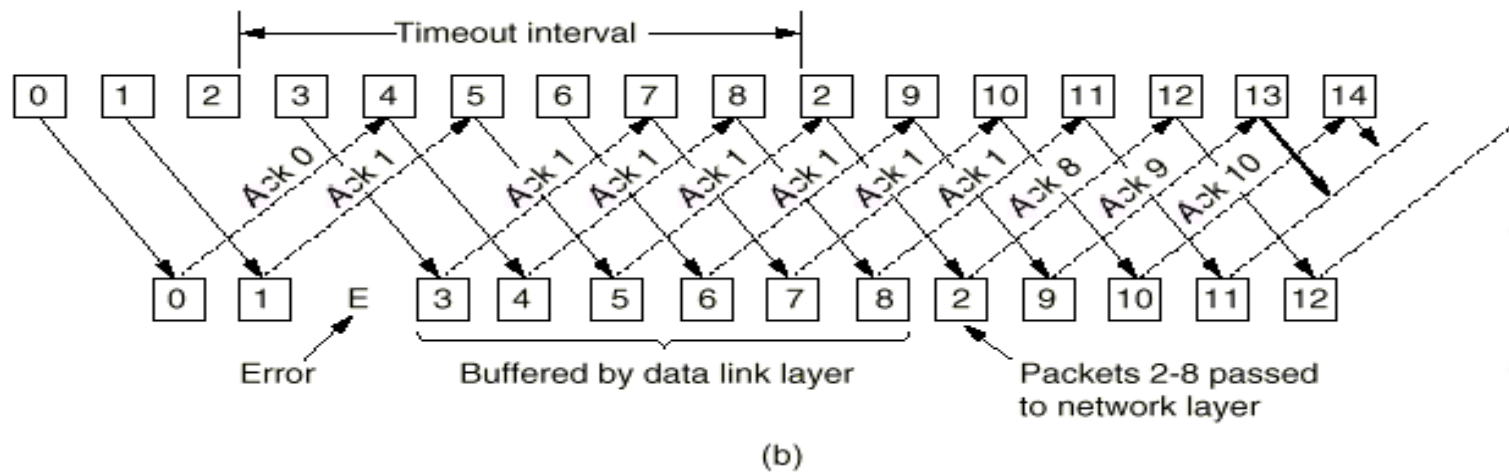 Timeout interval
0 1 2 3 4 5 6 7 8 2 9 10 11 12 13 14
Ack 0 Ack 1 Ack 1 Ack 1 Ack 1 Ack 1 Ack 1 Ack 1 Ack 8 Ack 9 Ack 10
0 1 E 3 4 5 6 7 8 2 9 10 11 12
Error Buffered by data link layer Packets 2-8 passed
to network layer
(b)